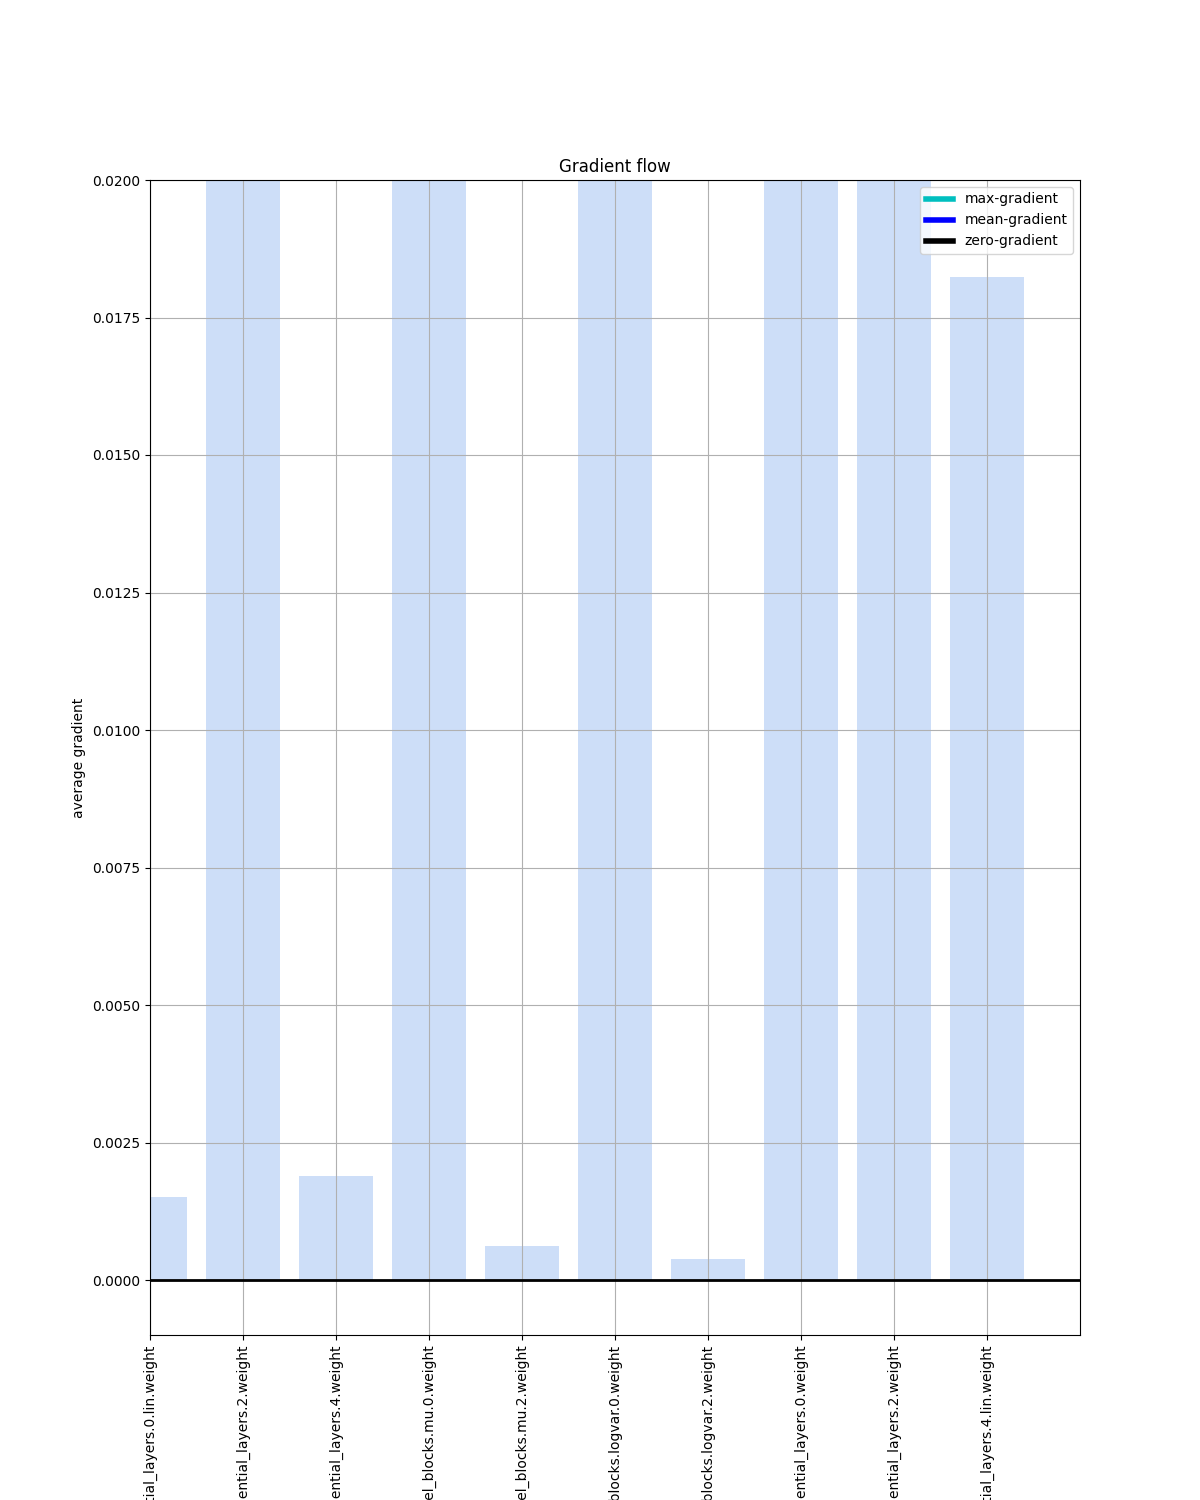 Gradient flow
max-gradient
mean-gradient
zero-gradient
0.0200
0.0175
0.0150
0.0125
0.0100
0.0075
0.0050
0.0025
0.0000
average gradient
tial_layers.0.lin.weight
ential_layers.2.weight
ential_layers.4.weight
el_blocks.mu.0.weight
el_blocks.mu.2.weight
blocks.logvar.0.weight
blocks.logvar.2.weight
ential_layers.0.weight
ential_layers.2.weight
tial_layers.4.lin.weight